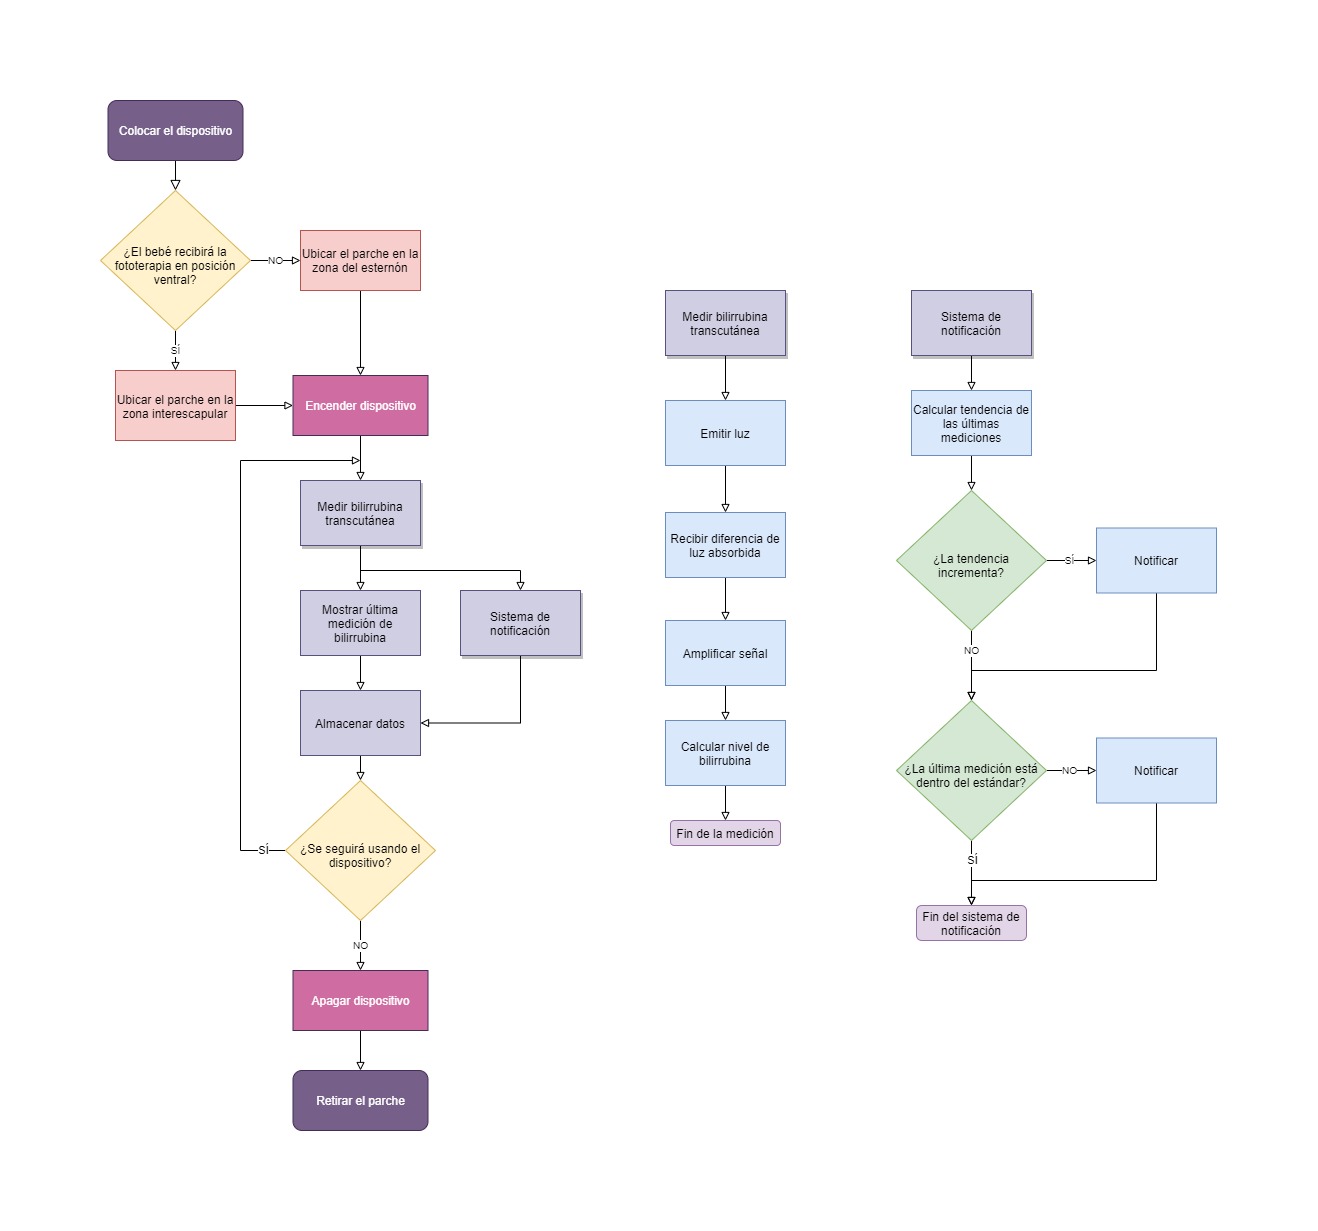 Colocar el dispositivo
¿El bebé recibirá la
fototerapia en posición
ventral?
NO
Ubicar el parche en la
zona del esternón
SÍ
Ubicar el parche en la
zona interescapular
Encender dispositivo
Medir bilirrubina
transcutánea
Mostrar última
medición de
bilirrubina
Sistema de
notificación
Almacenar datos
¿Se seguirá usando el
dispositivo?
SÍ
NO
Apagar dispositivo
Retirar el parche
Medir bilirrubina
transcutánea
Emitir luz
Recibir diferencia de
luz absorbida
Amplificar señal
Calcular nivel de
bilirrubina
Fin de la medición
Sistema de
notificación
Calcular tendencia de
las últimas
mediciones
¿La tendencia
incrementa?
SÍ
Notificar
NO
¿La última medición está
dentro del estándar?
NO
Notificar
SÍ
Fin del sistema de
notificación